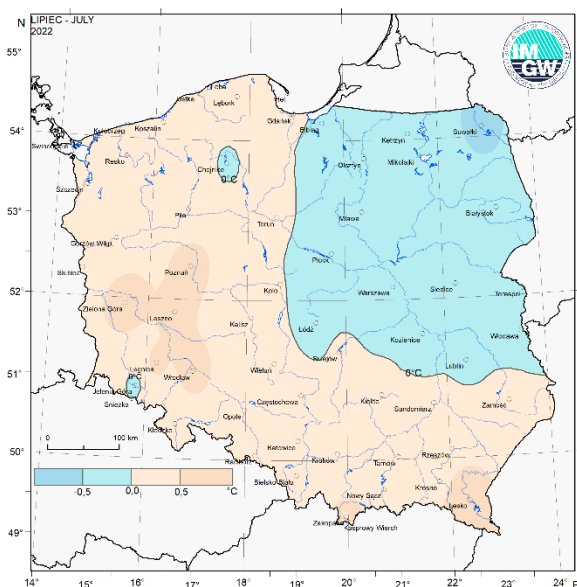 N
LIPIEC - JULY
2022
IMGW
55°
Łeba
Ustka
Lębork
Hel
Gdańsk
Elbląg
Kołobrzeg
Koszalin
Kętrzyn
Suwałki
54°
Świnoujście
Resko
Chojnice
0°C
Olsztyn
Mikołajki
Szczecin
Piła
Toruń
Mława
Białystok
53°
Gorzów Wlkp.
Słubice
Poznań
Koło
Płock
Warszawa
Siedlce
Terespol
52°
Zielona Góra
Leszno
Kalisz
Łódź
Kozienice
Włodawa
Sulejów
Wieluń
Lublin
0°C
Legnica
0°C
Wrocław
51°
Jelenia Góra
Śnieżka
Opole
Częstochowa
Kielce
Sandomierz
Zamość
Kłodzko
0
100 km
50°
Racibórz
Katowice
Kraków
Tarnów
Rzeszów
Bielsko-Biała
Nowy Sącz
Krosno
Lesko
-0,5
0,0
0,5
°C
Zakopane
Kasprowy Wierch
49°
14°
15°
16°
17°
18°
19°
20°
21°
22°
23°
24°
E